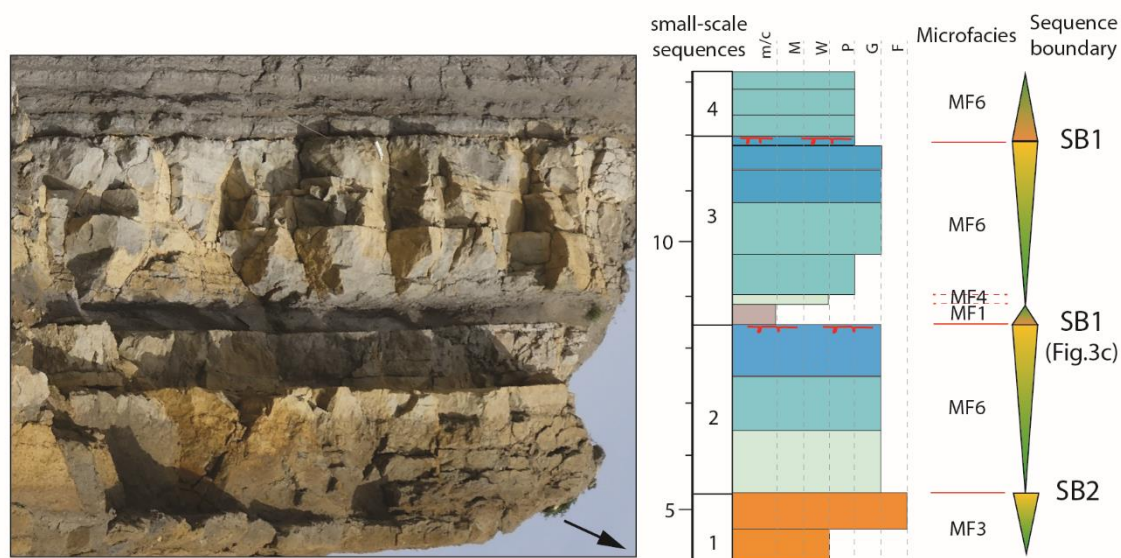 small-scale
sequences
m/c
M
W
P
G
F
Microfacies
Sequence
boundary
4
MF6
SB1
3
10
MF6
MF4
MF1
SB1
(Fig.3c)
2
MF6
5
SB2
1
MF3